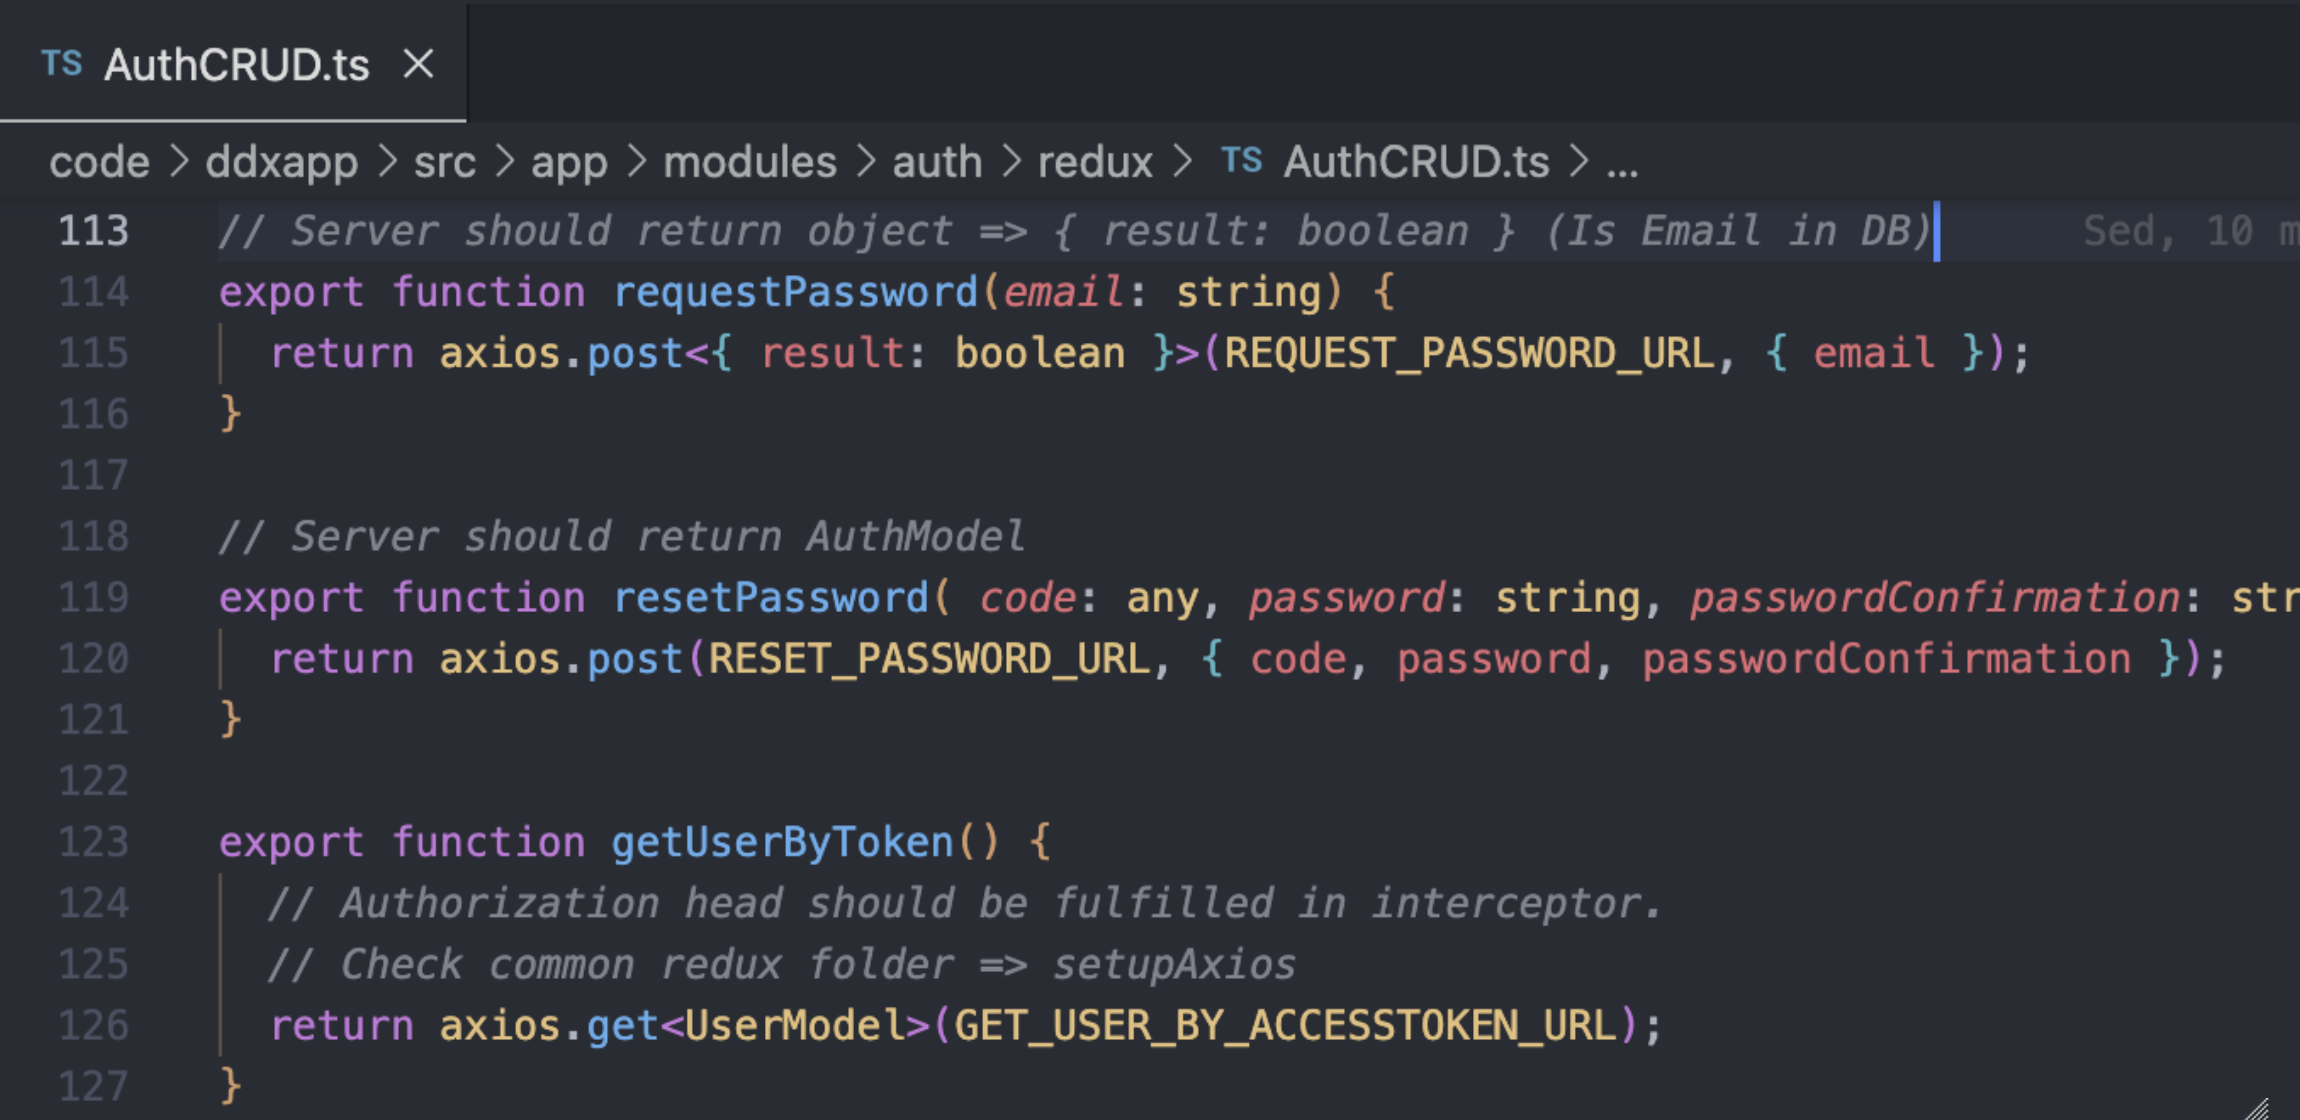 TS AuthCRUD.ts ×
code > ddxapp > src > app > modules > auth > redux > TS AuthCRUD.ts > ...
113 // Server should return object => { result: boolean } (Is Email in DB) Sed, 10 m
114 export function requestPassword(email: string) {
115 return axios.post<{ result: boolean }>(REQUEST_PASSWORD_URL, { email });
116 }
117
118 // Server should return AuthModel
119 export function resetPassword( code: any, password: string, passwordConfirmation: str
120 return axios.post(RESET_PASSWORD_URL, { code, password, passwordConfirmation });
121 }
122
123 export function getUserByToken() {
124 // Authorization head should be fulfilled in interceptor.
125 // Check common redux folder => setupAxios
126 return axios.get<UserModel>(GET_USER_BY_ACCESSTOKEN_URL);
127 }